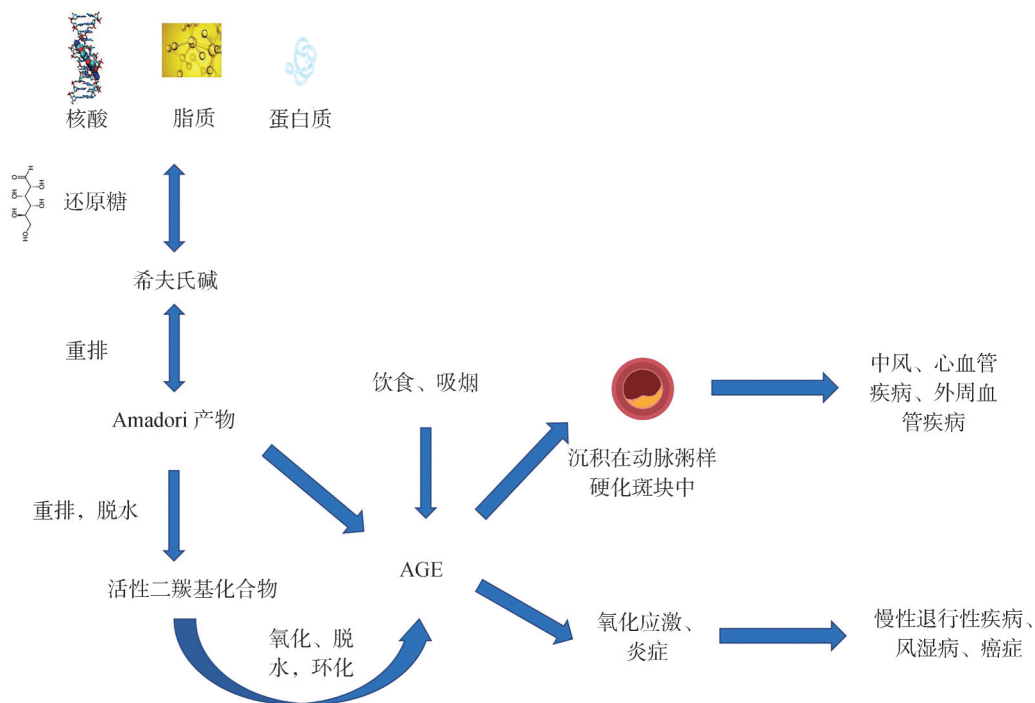 核酸
脂质
蛋白质
还原糖
希夫氏碱
重排
Amadori 产物
重排，脱水
活性二羰基化合物
氧化、脱
水，环化
饮食、吸烟
AGE
沉积在动脉粥样
硬化斑块中
中风、心血管
疾病、外周血
管疾病
氧化应激、
炎症
慢性退行性疾病、
风湿病、癌症